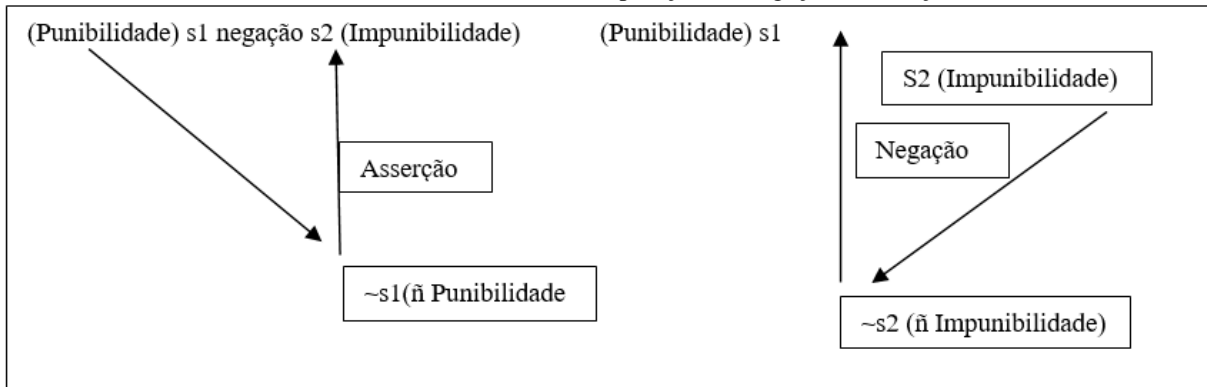 (Punibilidade) s1 negação s2 (Impunibilidade) (Punibilidade) s1
S2 (Impunibilidade)
Asserção
Negação
~s1(ñ Punibilidade
~s2 (ñ Impunibilidade)